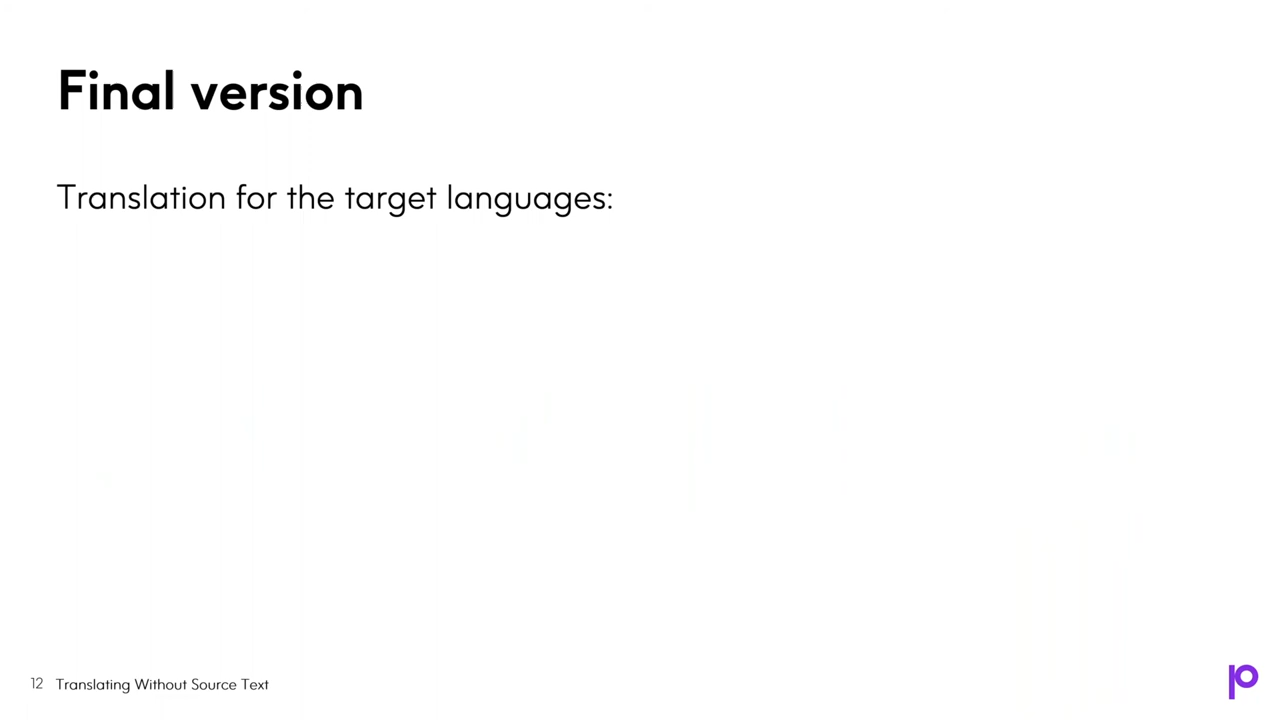 Final version
Translation for the target languages:
12 Translating Without Source Text